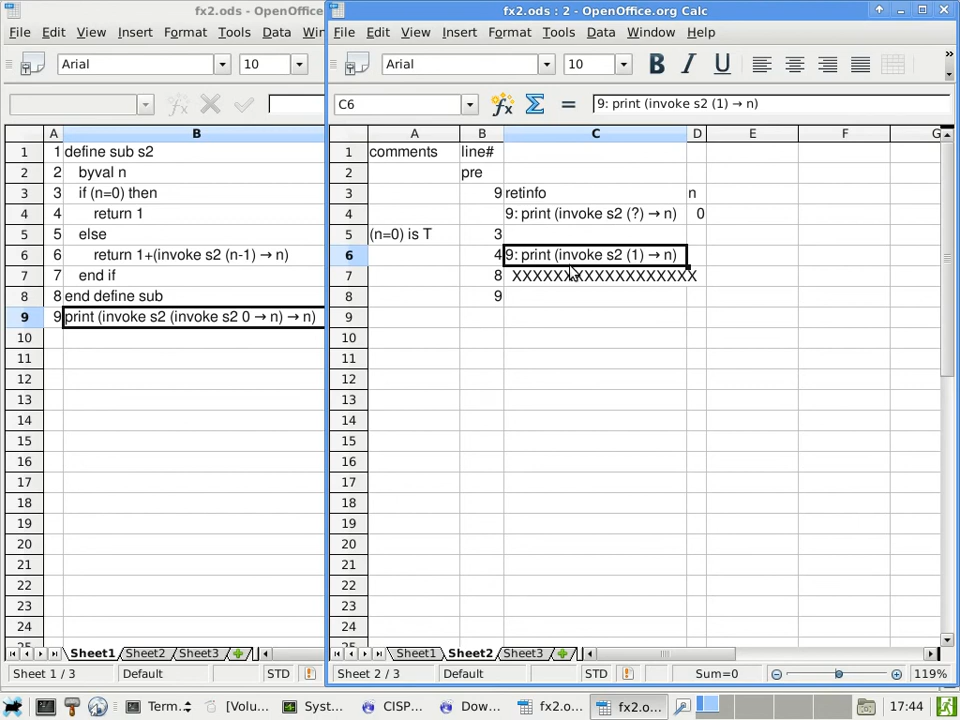 fx2.ods - OpenOffice
fx2.ods : 2 - OpenOffice.org Calc
File Edit View Insert Format Tools Data Win
File Edit View Insert Format Tools Data Window Help
Arial 10
Arial 10 B I U
C6 9: print (invoke s2 (1) → n)
A B
A B C D E F G
1 1 define sub s2
2 2 byval n
3 3 if (n=0) then
4 4 return 1
5 5 else
6 6 return 1+(invoke s2 (n-1) → n)
7 7 end if
8 8 end define sub
9 9 print (invoke s2 (invoke s2 0 → n) → n)
10
11
12
13
14
15
16
17
18
19
20
21
22
23
24
1 comments line#
2 pre
3 9 retinfo n
4 9: print (invoke s2 (?) → n) 0
5 (n=0) is T 3
6 4 9: print (invoke s2 (1) → n)
7 8 XXXXXXXXXXXXXXXXXX
8 9
9
10
11
12
13
14
15
16
17
18
19
20
21
22
23
24
Sheet1 Sheet2 Sheet3
Sheet1 Sheet2 Sheet3
Sheet 1 / 3 Default STD
Sheet 2 / 3 Default STD Sum=0 119%
Term... [Volu... Syst... CISP... Dow... fx2.o... fx2.o... 17:44